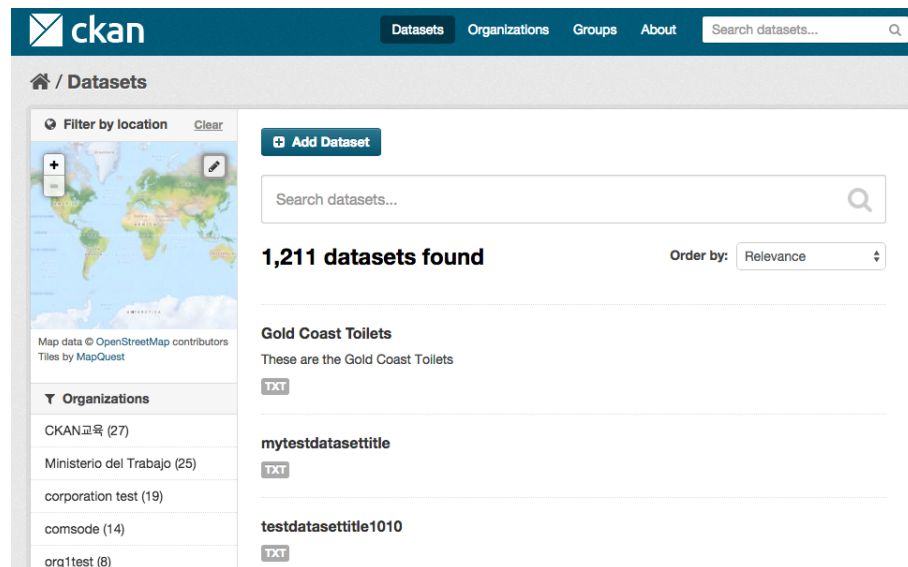 ckan
Datasets
Organizations
Groups
About
Search datasets...
/ Datasets
Filter by location
Clear
+
-
Map data © OpenStreetMap contributors
Tiles by MapQuest
Organizations
CKAN교육 (27)
Ministerio del Trabajo (25)
corporation test (19)
comsode (14)
org1test (8)
Add Dataset
Search datasets...
1,211 datasets found
Order by:
Relevance
Gold Coast Toilets
These are the Gold Coast Toilets
TXT
mytestdatasettitle
TXT
testdatasettitle1010
TXT